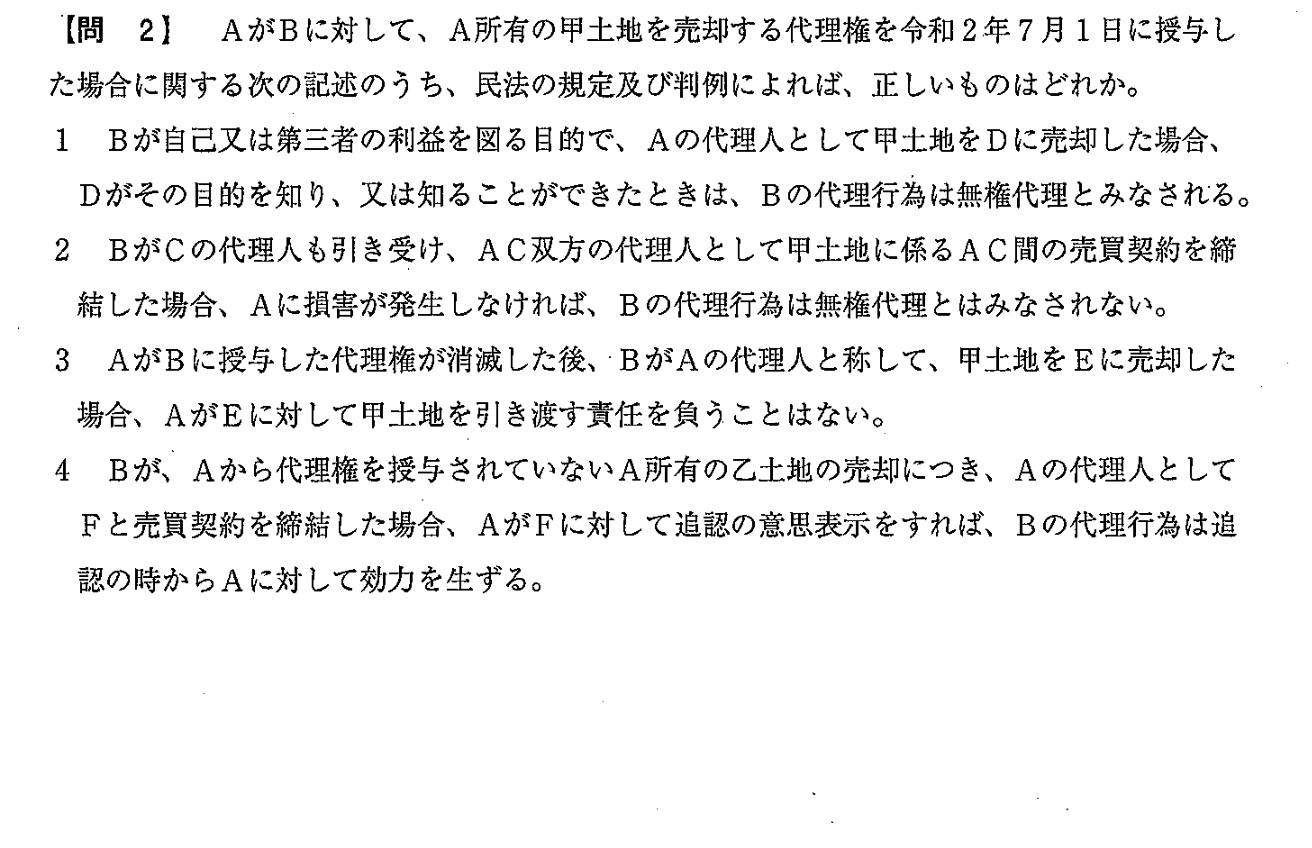 【問　2】　AがBに対して、A所有の甲土地を売却する代理権を令和2年7月1日に授与し
た場合に関する次の記述のうち、民法の規定及び判例によれば、正しいものはどれか。
1　Bが自己又は第三者の利益を図る目的で、Aの代理人として甲土地をDに売却した場合、
Dがその目的を知り、又は知ることができたときは、Bの代理行為は無権代理とみなされる。
2　BがCの代理人も引き受け、AC双方の代理人として甲土地に係るAC間の売買契約を締
結した場合、Aに損害が発生しなければ、Bの代理行為は無権代理とはみなされない。
3　AがBに授与した代理権が消滅した後、BがAの代理人と称して、甲土地をEに売却した
場合、AがEに対して甲土地を引き渡す責任を負うことはない。
4　Bが、Aから代理権を授与されていないA所有の乙土地の売却につき、Aの代理人として
Fと売買契約を締結した場合、AがFに対して追認の意思表示をすれば、Bの代理行為は追
認の時からAに対して効力を生ずる。